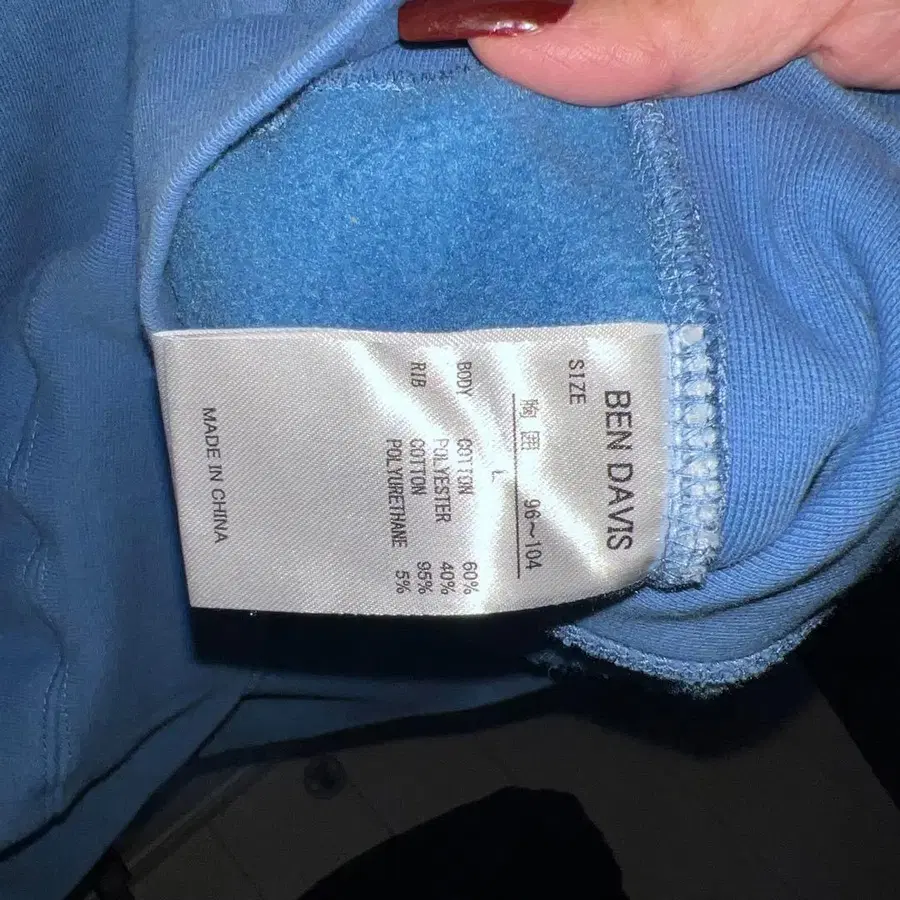 BEN DAVIS
SIZE
胸囲 96～104
L
BODY COTTON 60%
POLYESTER 40%
RIB COTTON 95%
POLYURETHANE 5%
MADE IN CHINA